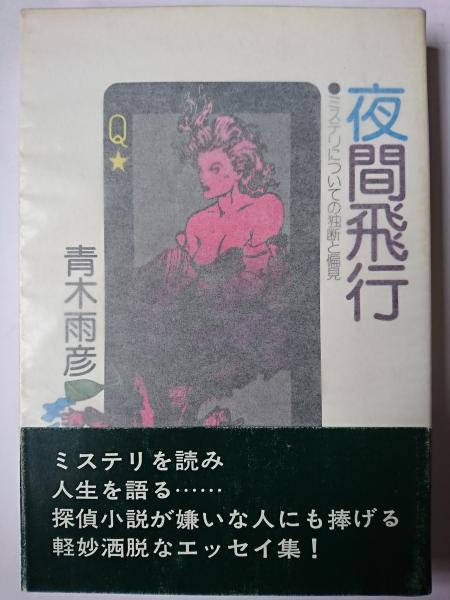 夜間飛行
●ミステリについての独断と偏見
Q★
青木雨彦
ミステリを読み
人生を語る……
探偵小説が嫌いな人にも捧げる
軽妙洒脱なエッセイ集！